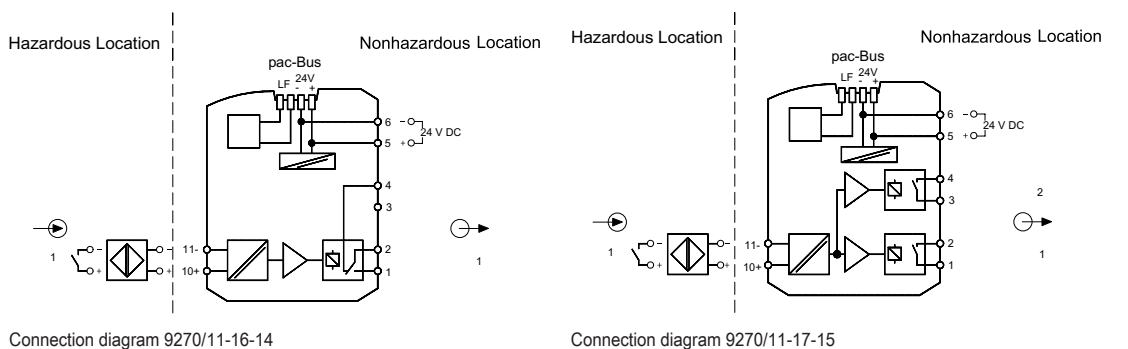 Hazardous Location
Nonhazardous Location
pac-Bus
LF - 24V +
6 -
24 V DC
5 +
4
3
1
- 11- 2
+ 10+ 1
- +
1
Connection diagram 9270/11-16-14
Hazardous Location
Nonhazardous Location
pac-Bus
LF - 24V +
6 -
24 V DC
5 +
4
3
2
1
1
- 11- 2
+ 10+ 1
- +
Connection diagram 9270/11-17-15